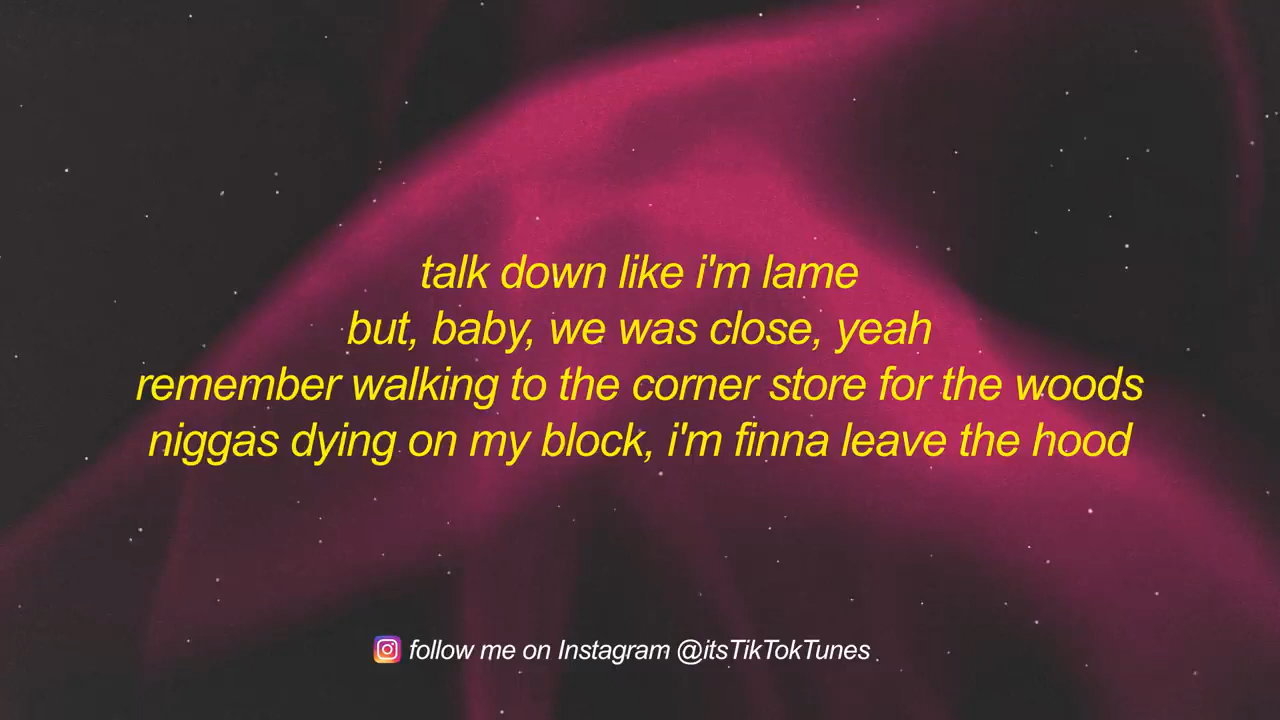 talk down like i'm lame
but, baby, we was close, yeah
remember walking to the corner store for the woods
niggas dying on my block, i'm finna leave the hood
follow me on Instagram @itsTikTokTunes